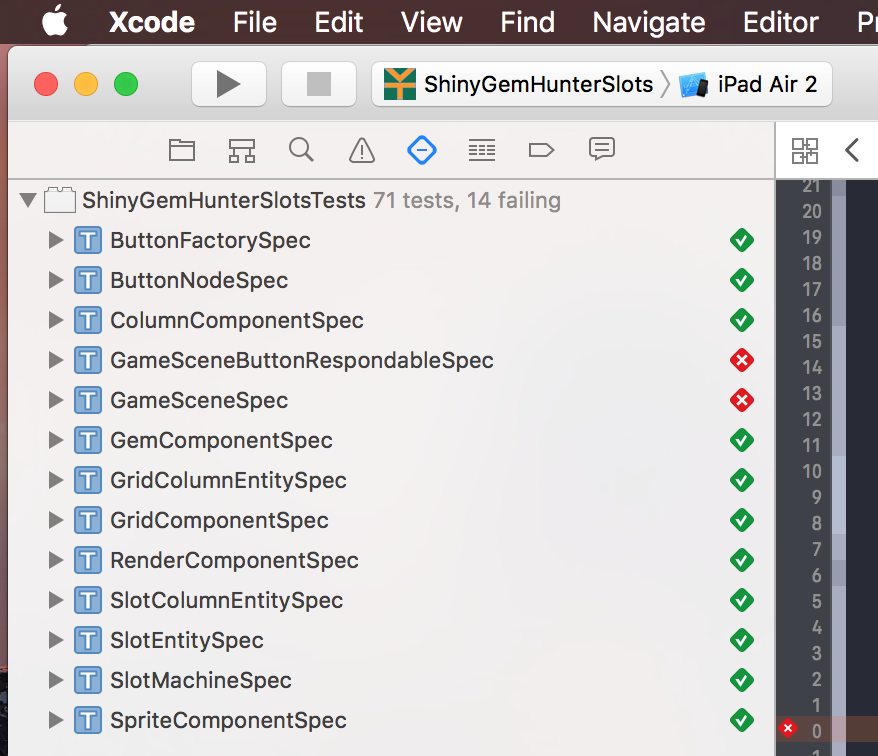 Xcode File Edit View Find Navigate Editor
ShinyGemHunterSlots iPad Air 2
ShinyGemHunterSlotsTests 71 tests, 14 failing
T ButtonFactorySpec
T ButtonNodeSpec
T ColumnComponentSpec
T GameSceneButtonRespondableSpec
T GameSceneSpec
T GemComponentSpec
T GridColumnEntitySpec
T GridComponentSpec
T RenderComponentSpec
T SlotColumnEntitySpec
T SlotEntitySpec
T SlotMachineSpec
T SpriteComponentSpec
21
20
19
18
17
16
15
14
13
12
11
10
9
8
7
6
5
4
3
2
1
0